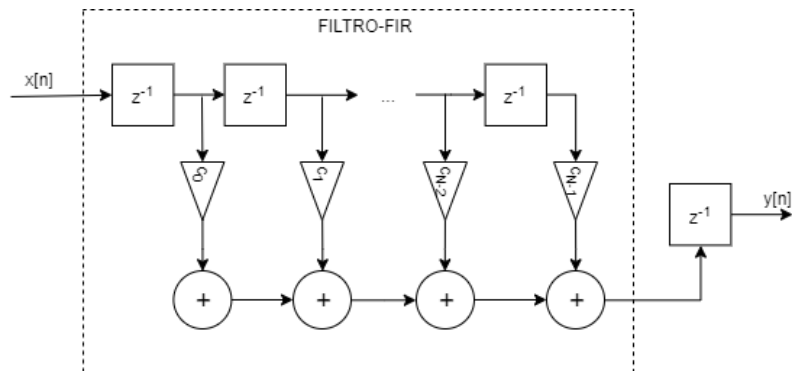 FILTRO-FIR
x[n]
z⁻¹
z⁻¹
...
z⁻¹
C₀
C₁
C_N-2
C_N-1
z⁻¹
y[n]
+
+
+
+